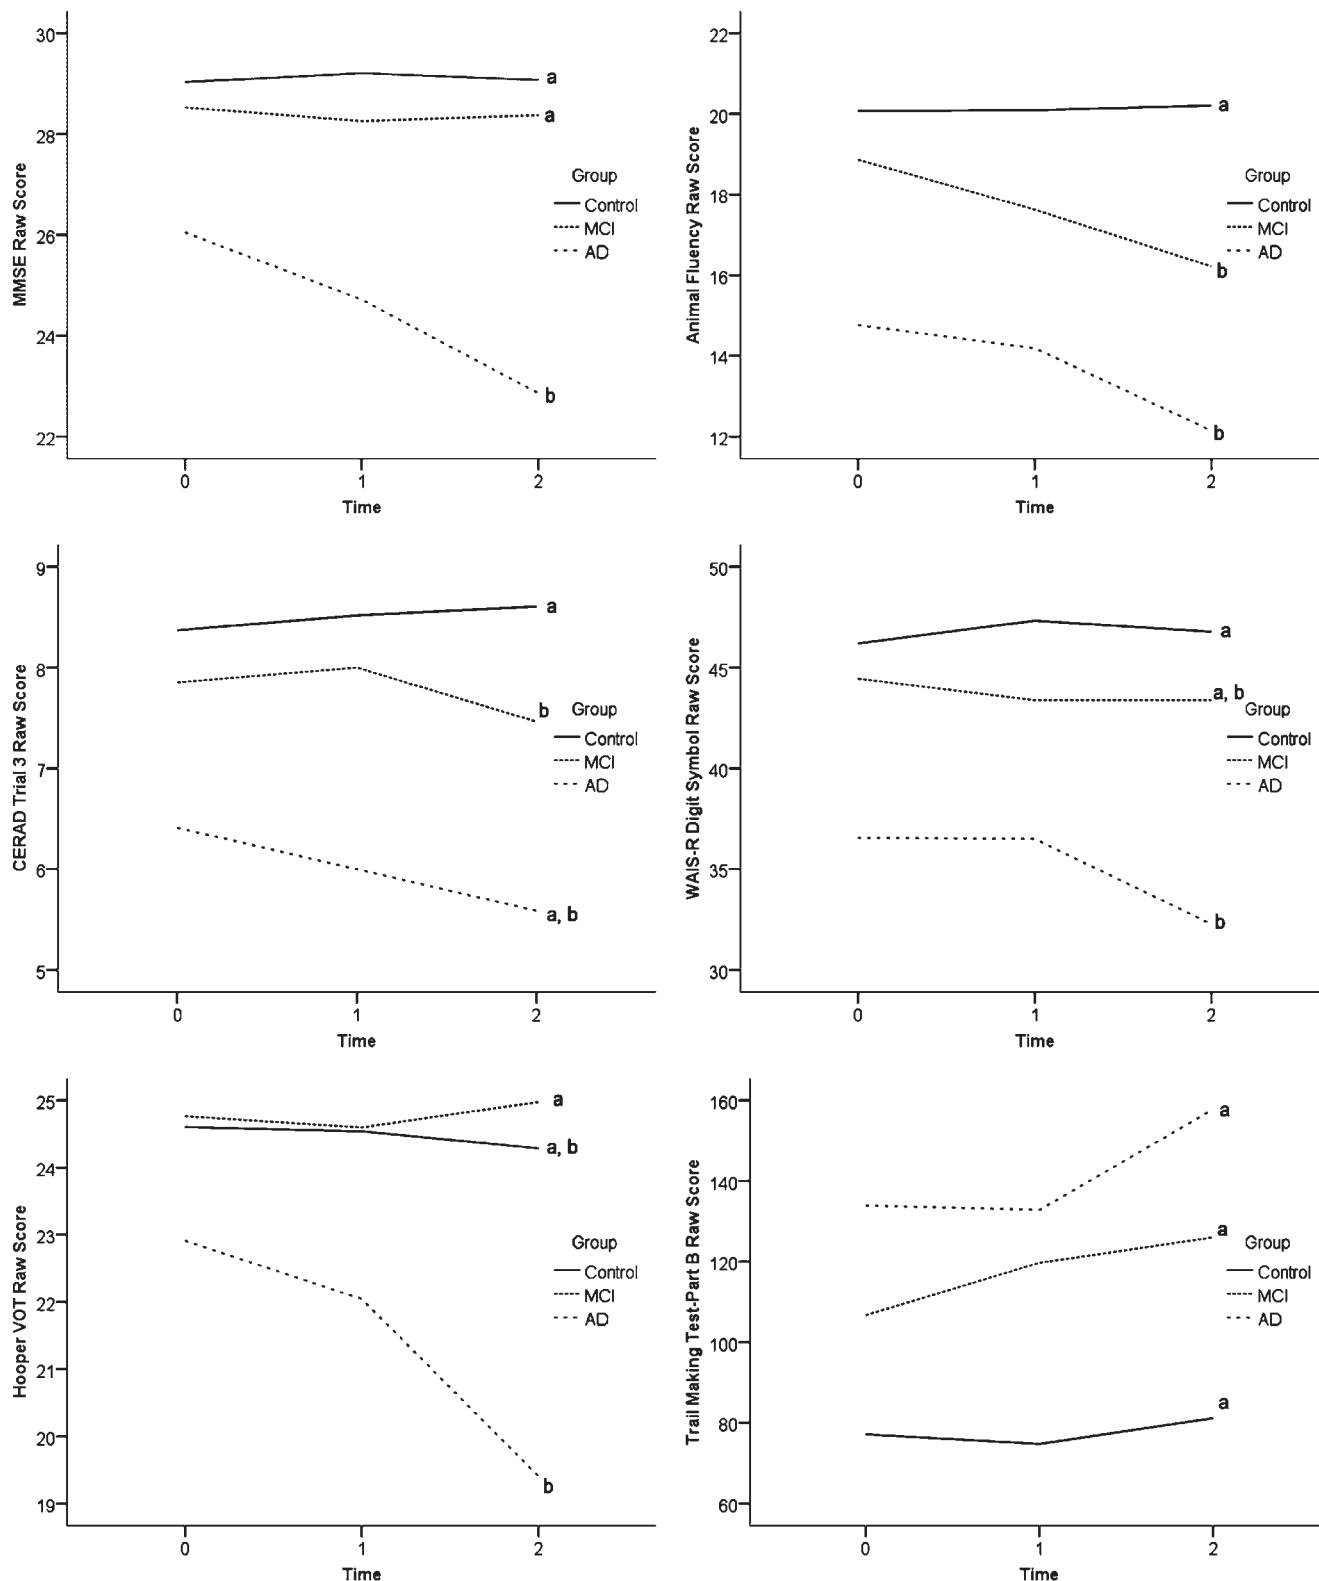 MMSE Raw Score
30
28
26
24
22
a
a
b
Group
Control
MCI
AD
0 1 2
Time
Animal Fluency Raw Score
22
20
18
16
14
12
a
b
b
Group
Control
MCI
AD
0 1 2
Time
CERAD Trial 3 Raw Score
9
8
7
6
5
a
b
a, b
Group
Control
MCI
AD
0 1 2
Time
WAIS-R Digit Symbol Raw Score
50
45
40
35
30
a
a, b
b
Group
Control
MCI
AD
0 1 2
Time
Hooper VOT Raw Score
25
24
23
22
21
20
19
a
a, b
b
Group
Control
MCI
AD
0 1 2
Time
Trail Making Test-Part B Raw Score
160
140
120
100
80
60
a
a
a
Group
Control
MCI
AD
0 1 2
Time